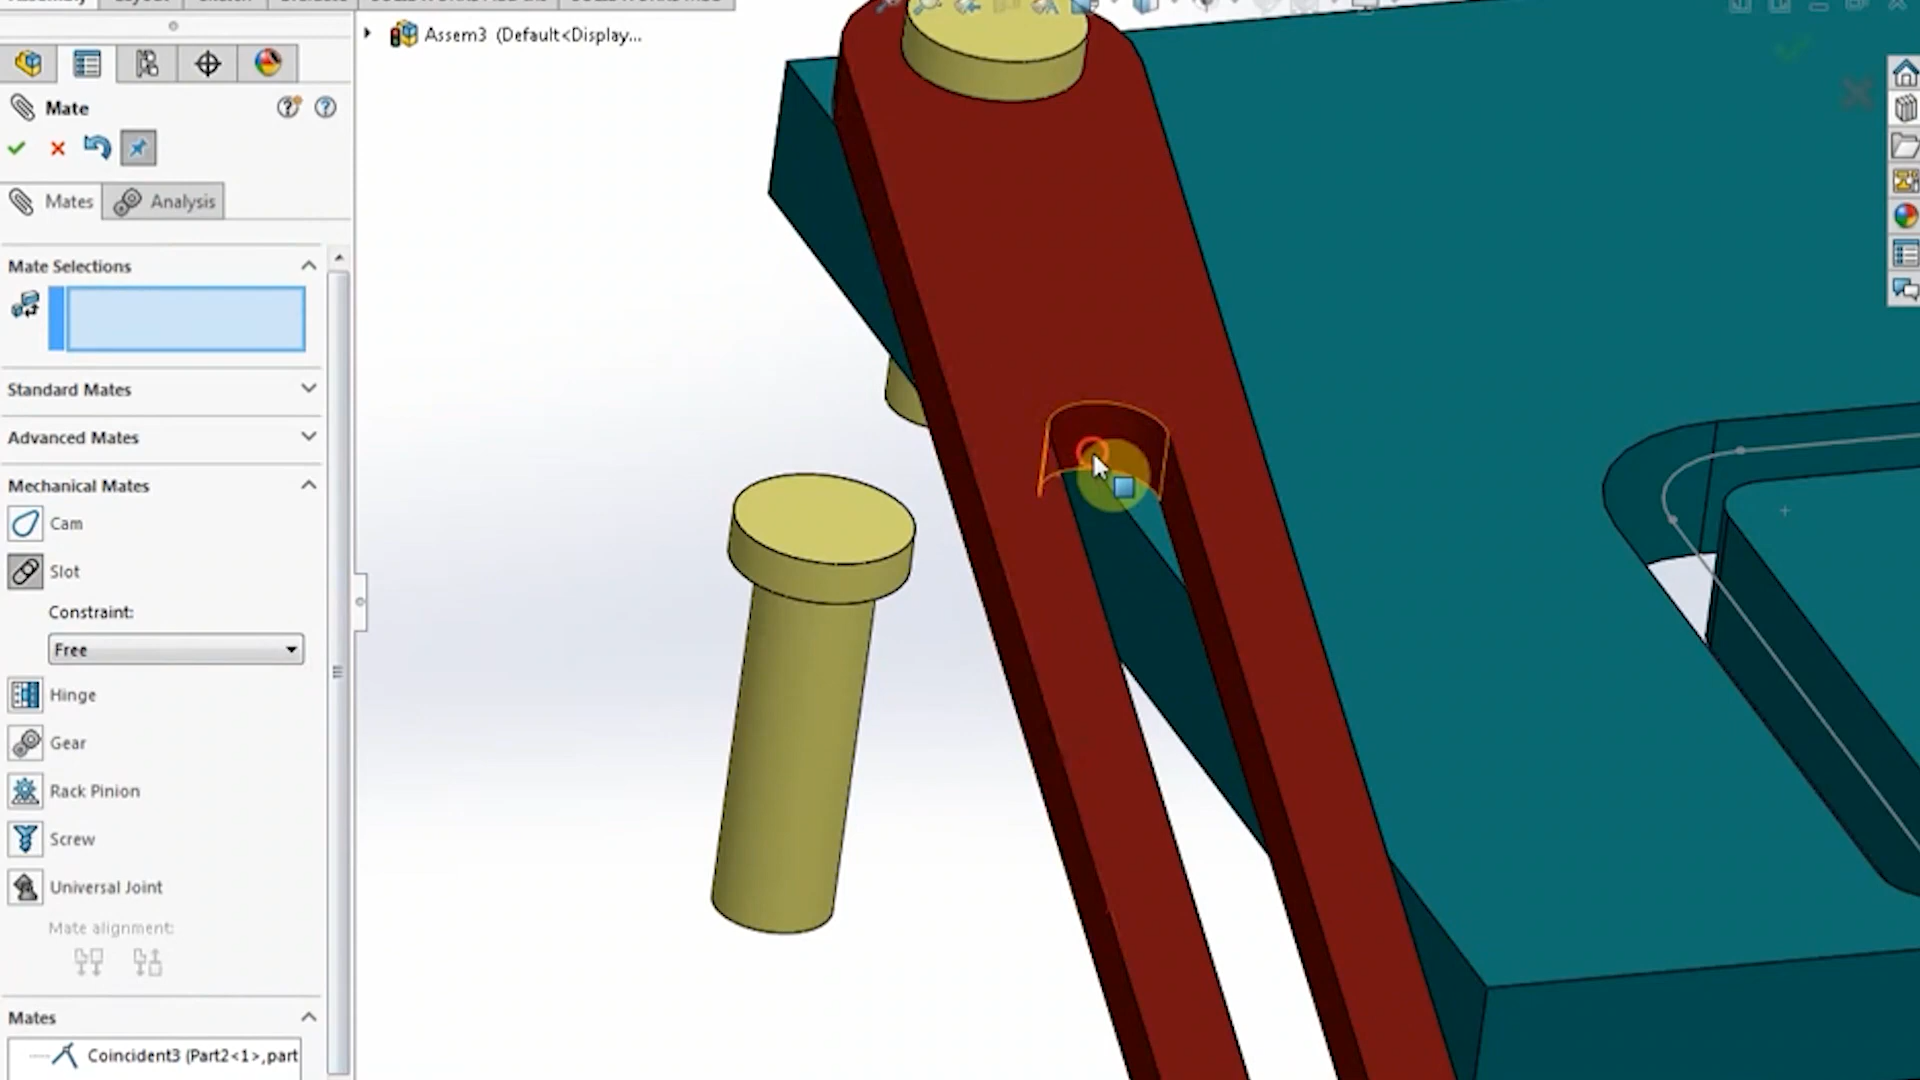 Assem3 (Default<Display...
Mate
Mates
Analysis
Mate Selections
Standard Mates
Advanced Mates
Mechanical Mates
Cam
Slot
Constraint:
Free
Hinge
Gear
Rack Pinion
Screw
Universal Joint
Mate alignment:
Mates
Coincident3 (Part2<1>,part